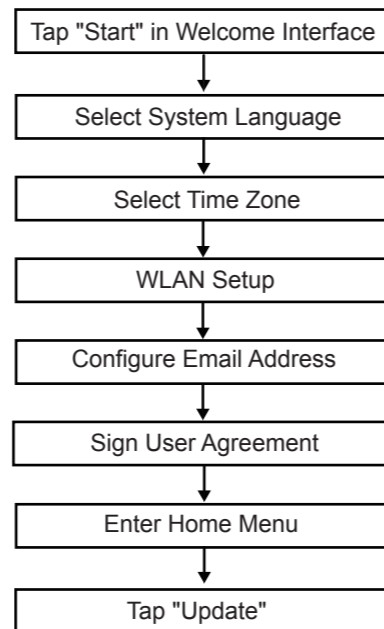 Tap "Start" in Welcome Interface
Select System Language
Select Time Zone
WLAN Setup
Configure Email Address
Sign User Agreement
Enter Home Menu
Tap "Update"